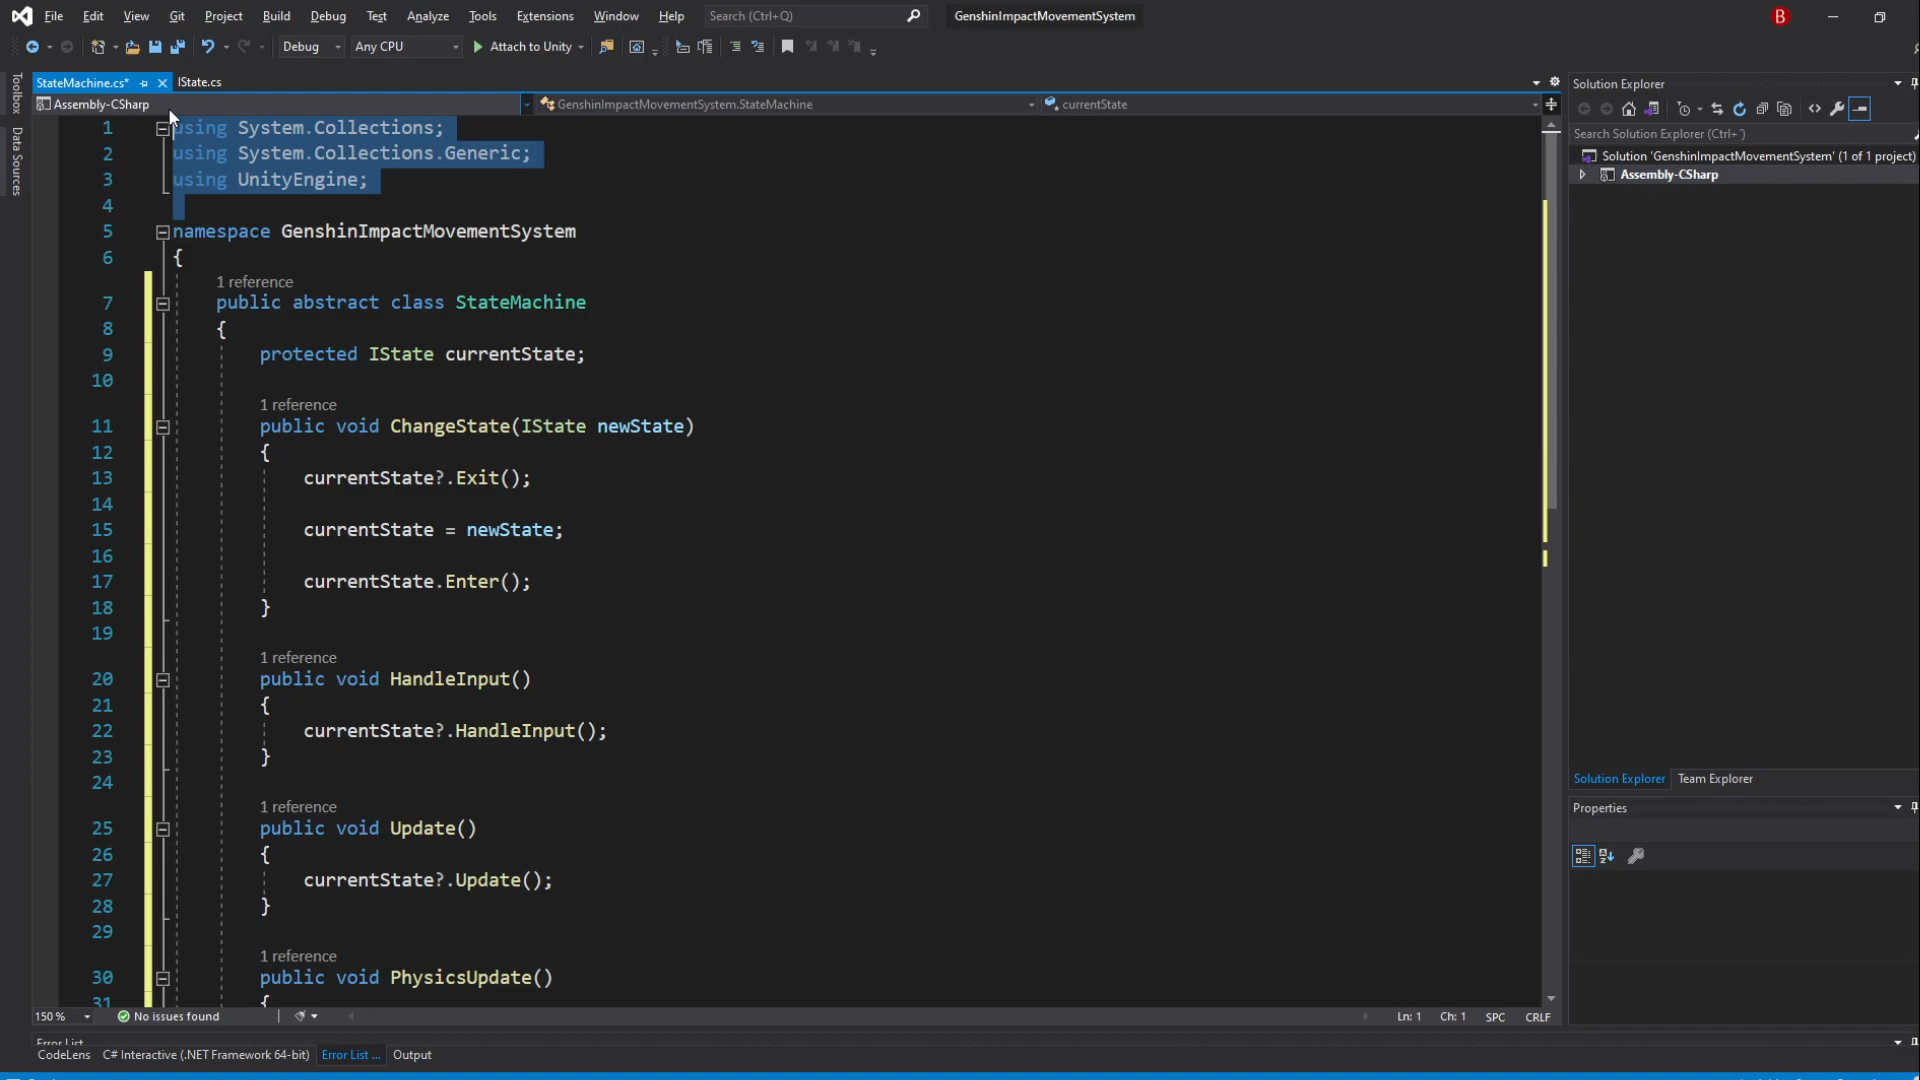 File Edit View Git Project Build Debug Test Analyze Tools Extensions Window Help Search (Ctrl+Q) GenshinImpactMovementSystem B
Debug Any CPU Attach to Unity
StateMachine.cs* IState.cs
Assembly-CSharp GenshinImpactMovementSystem.StateMachine currentState
Toolbox
Data Sources
1 using System.Collections;
2 using System.Collections.Generic;
3 using UnityEngine;
4
5 namespace GenshinImpactMovementSystem
6 {
1 reference
7 public abstract class StateMachine
8 {
9 protected IState currentState;
10
1 reference
11 public void ChangeState(IState newState)
12 {
13 currentState?.Exit();
14
15 currentState = newState;
16
17 currentState.Enter();
18 }
19
1 reference
20 public void HandleInput()
21 {
22 currentState?.HandleInput();
23 }
24
1 reference
25 public void Update()
26 {
27 currentState?.Update();
28 }
29
1 reference
30 public void PhysicsUpdate()
31 {
150 % No issues found Ln: 1 Ch: 1 SPC CRLF
Error List
CodeLens C# Interactive (.NET Framework 64-bit) Error List ... Output
Solution Explorer
Search Solution Explorer (Ctrl+´)
Solution 'GenshinImpactMovementSystem' (1 of 1 project)
Assembly-CSharp
Solution Explorer Team Explorer
Properties